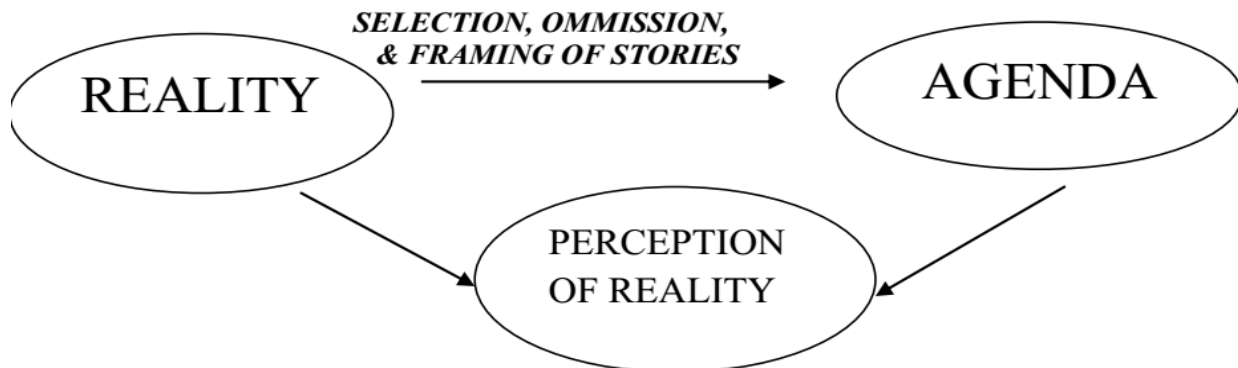 SELECTION, OMMISSION,
& FRAMING OF STORIES
REALITY
AGENDA
PERCEPTION
OF REALITY